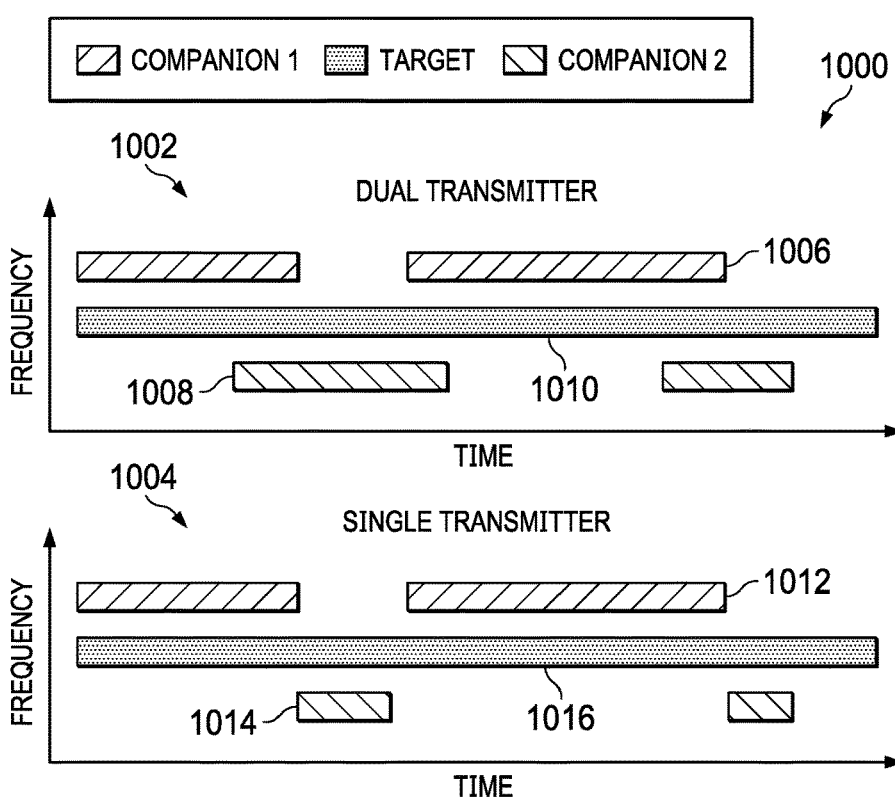 COMPANION 1 TARGET COMPANION 2
1000
1002
DUAL TRANSMITTER
FREQUENCY
1006
1008
1010
TIME
1004
SINGLE TRANSMITTER
FREQUENCY
1012
1014
1016
TIME